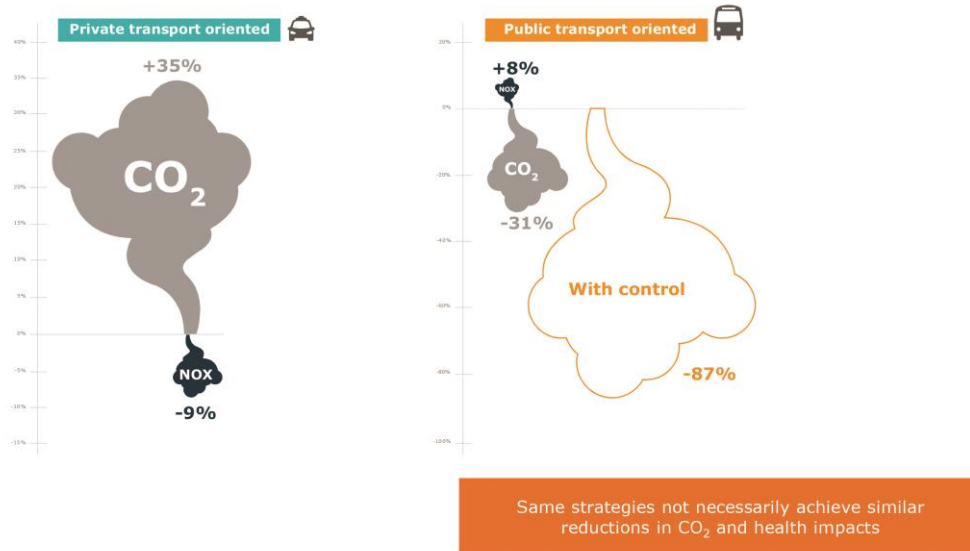 Private transport oriented
40%
+35%
35%
30%
25%
CO₂
20%
15%
10%
5%
0%
-5%
NOX
-9%
-10%
-15%
Public transport oriented
20%
+8%
NOX
0%
CO₂
-20%
-31%
-40%
With control
-60%
-87%
-80%
-100%
Same strategies not necessarily achieve similar
reductions in CO₂ and health impacts